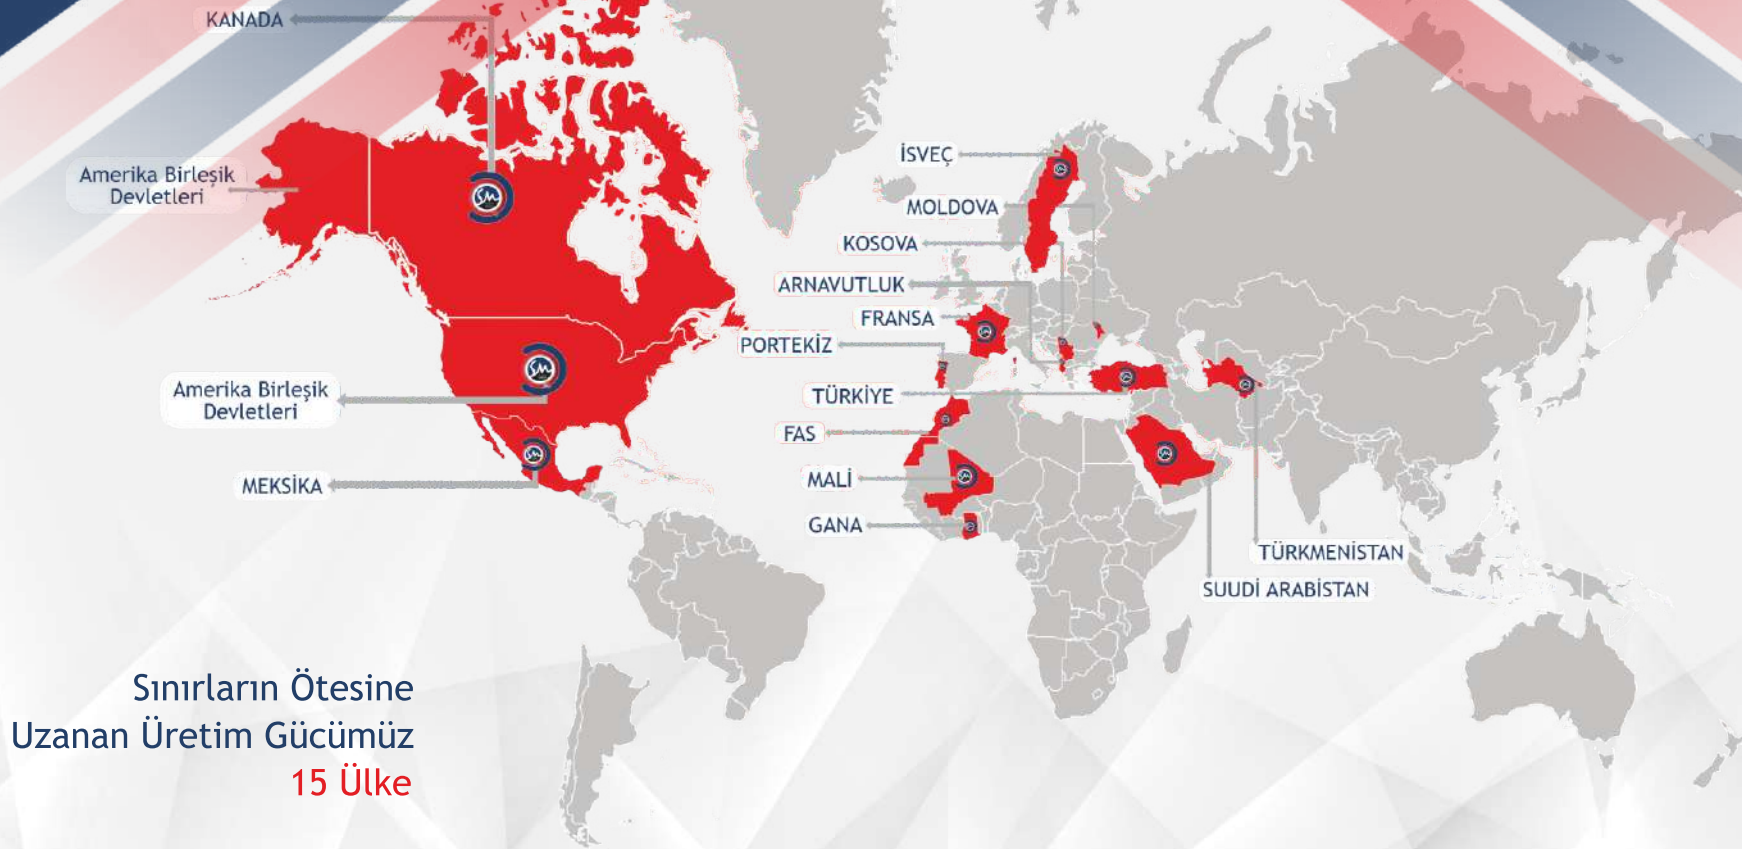 KANADA
Amerika Birleşik
Devletleri
Amerika Birleşik
Devletleri
MEKSİKA
İSVEÇ
MOLDOVA
KOSOVA
ARNAVUTLUK
FRANSA
PORTEKİZ
TÜRKİYE
FAS
MALİ
GANA
TÜRKMENİSTAN
SUUDİ ARABİSTAN
Sınırların Ötesine
Uzanan Üretim Gücümüz
15 Ülke